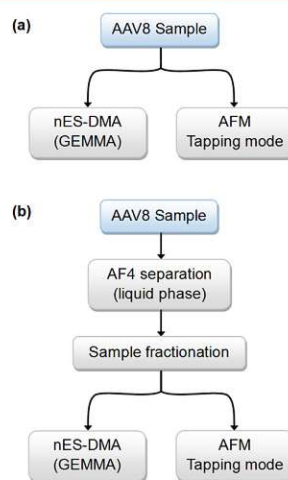 (a)
AAV8 Sample
nES-DMA
(GEMMA)
AFM
Tapping mode
(b)
AAV8 Sample
AF4 separation
(liquid phase)
Sample fractionation
nES-DMA
(GEMMA)
AFM
Tapping mode